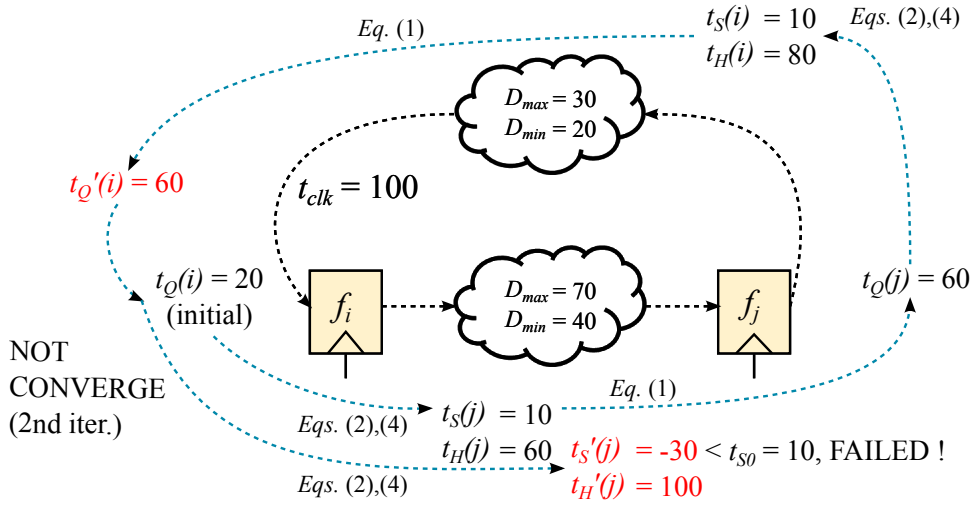 Eq. (1)
t_S(i) = 10
t_H(i) = 80
Eqs. (2),(4)
D_max = 30
D_min = 20
t_Q'(i) = 60
t_clk = 100
t_Q(i) = 20
(initial)
f_i
D_max = 70
D_min = 40
f_j
t_Q(j) = 60
NOT
CONVERGE
(2nd iter.)
Eqs. (2),(4)
t_S(j) = 10
Eq. (1)
t_H(j) = 60
t_S'(j) = -30 < t_S0 = 10, FAILED !
t_H'(j) = 100
Eqs. (2),(4)